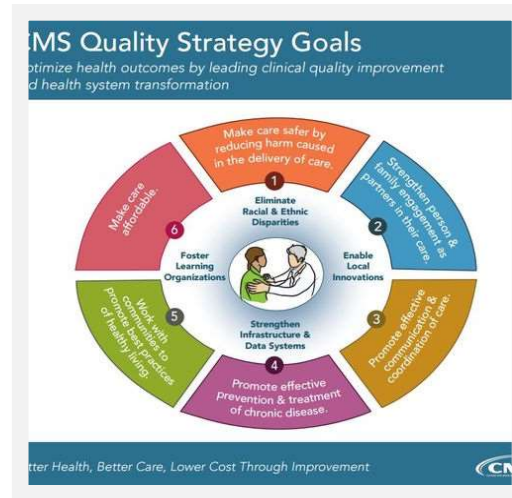 CMS Quality Strategy Goals
optimize health outcomes by leading clinical quality improvement
d health system transformation
Make care safer by
reducing harm caused
in the delivery of care.
1
Strengthen person &
family engagement as
partners in their care.
2
Promote effective
communication &
coordination of care.
3
Promote effective
prevention & treatment
of chronic disease.
4
Work with
communities to
promote best practices
of healthy living.
5
Make care
affordable.
6
Eliminate
Racial & Ethnic
Disparities
Enable
Local
Innovations
Strengthen
Infrastructure &
Data Systems
Foster
Learning
Organizations
tter Health, Better Care, Lower Cost Through Improvement
CM